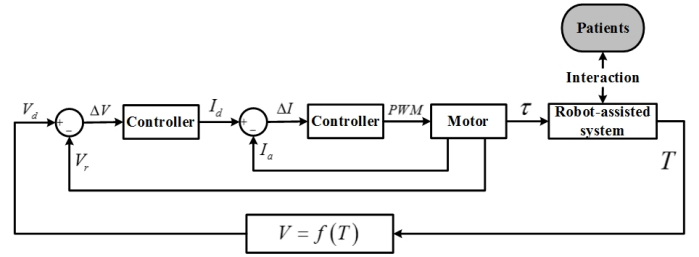 Patients
Interaction
V_d
+
−
ΔV
Controller
I_d
+
−
ΔI
Controller
PWM
Motor
τ
Robot-assisted
system
V_r
I_a
T
V = f(T)